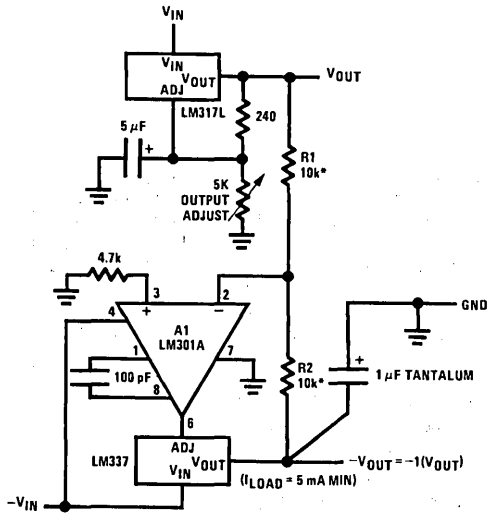 VIN
VIN
VOUT
VOUT
ADJ
LM317L
240
5 μF
+
R1
10k*
5K
OUTPUT
ADJUST
4.7k
3
2
4
+
−
GND
A1
LM301A
1
7
100 pF
8
R2
10k*
+
1 μF TANTALUM
6
ADJ
LM337
VOUT
VIN
−VOUT = −1(VOUT)
(ILOAD = 5 mA MIN)
−VIN